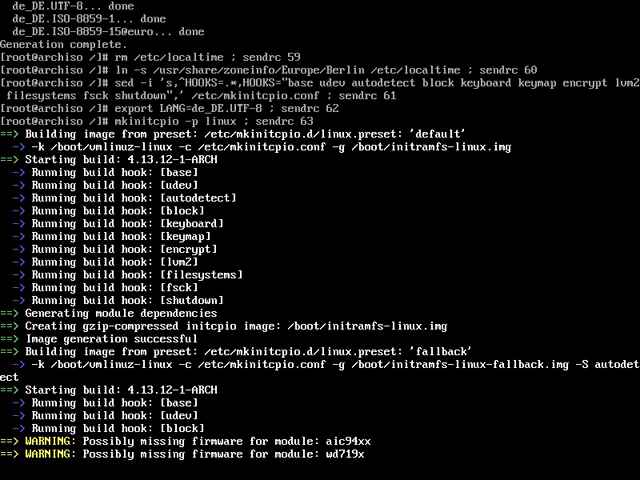 de_DE.UTF-8... done
de_DE.ISO-8859-1... done
de_DE.ISO-8859-15@euro... done
Generation complete.
[root@archiso /]# rm /etc/localtime ; sendrc 59
[root@archiso /]# ln -s /usr/share/zoneinfo/Europe/Berlin /etc/localtime ; sendrc 60
[root@archiso /]# sed -i 's,^HOOKS=.*,HOOKS="base udev autodetect block keyboard keymap encrypt lvm2
filesystems fsck shutdown",' /etc/mkinitcpio.conf ; sendrc 61
[root@archiso /]# export LANG=de_DE.UTF-8 ; sendrc 62
[root@archiso /]# mkinitcpio -p linux ; sendrc 63
==> Building image from preset: /etc/mkinitcpio.d/linux.preset: 'default'
-> -k /boot/vmlinuz-linux -c /etc/mkinitcpio.conf -g /boot/initramfs-linux.img
==> Starting build: 4.13.12-1-ARCH
-> Running build hook: [base]
-> Running build hook: [udev]
-> Running build hook: [autodetect]
-> Running build hook: [block]
-> Running build hook: [keyboard]
-> Running build hook: [keymap]
-> Running build hook: [encrypt]
-> Running build hook: [lvm2]
-> Running build hook: [filesystems]
-> Running build hook: [fsck]
-> Running build hook: [shutdown]
==> Generating module dependencies
==> Creating gzip-compressed initcpio image: /boot/initramfs-linux.img
==> Image generation successful
==> Building image from preset: /etc/mkinitcpio.d/linux.preset: 'fallback'
-> -k /boot/vmlinuz-linux -c /etc/mkinitcpio.conf -g /boot/initramfs-linux-fallback.img -S autodet
ect
==> Starting build: 4.13.12-1-ARCH
-> Running build hook: [base]
-> Running build hook: [udev]
-> Running build hook: [block]
==> WARNING: Possibly missing firmware for module: aic94xx
==> WARNING: Possibly missing firmware for module: wd719x